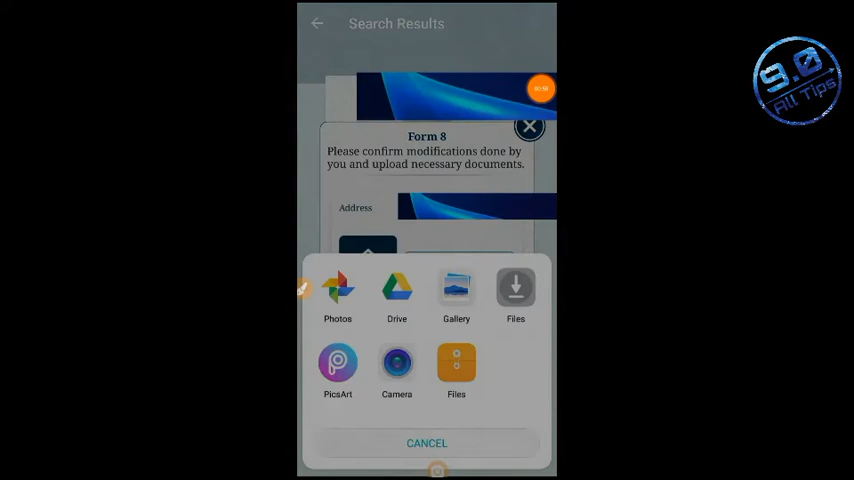 Search Results
9.0
All Tips
Form 8
Please confirm modifications done by
you and upload necessary documents.
Address
Photos
Drive
Gallery
Files
PicsArt
Camera
Files
CANCEL